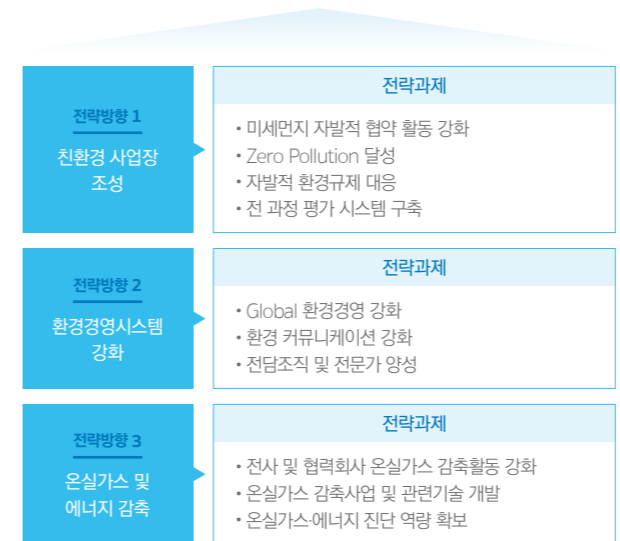 전략방향 1
친환경 사업장
조성
전략과제
• 미세먼지 자발적 협약 활동 강화
• Zero Pollution 달성
• 자발적 환경규제 대응
• 전 과정 평가 시스템 구축
전략방향 2
환경경영시스템
강화
전략과제
• Global 환경경영 강화
• 환경 커뮤니케이션 강화
• 전담조직 및 전문가 양성
전략방향 3
온실가스 및
에너지 감축
전략과제
• 전사 및 협력회사 온실가스 감축활동 강화
• 온실가스 감축사업 및 관련기술 개발
• 온실가스·에너지 진단 역량 확보